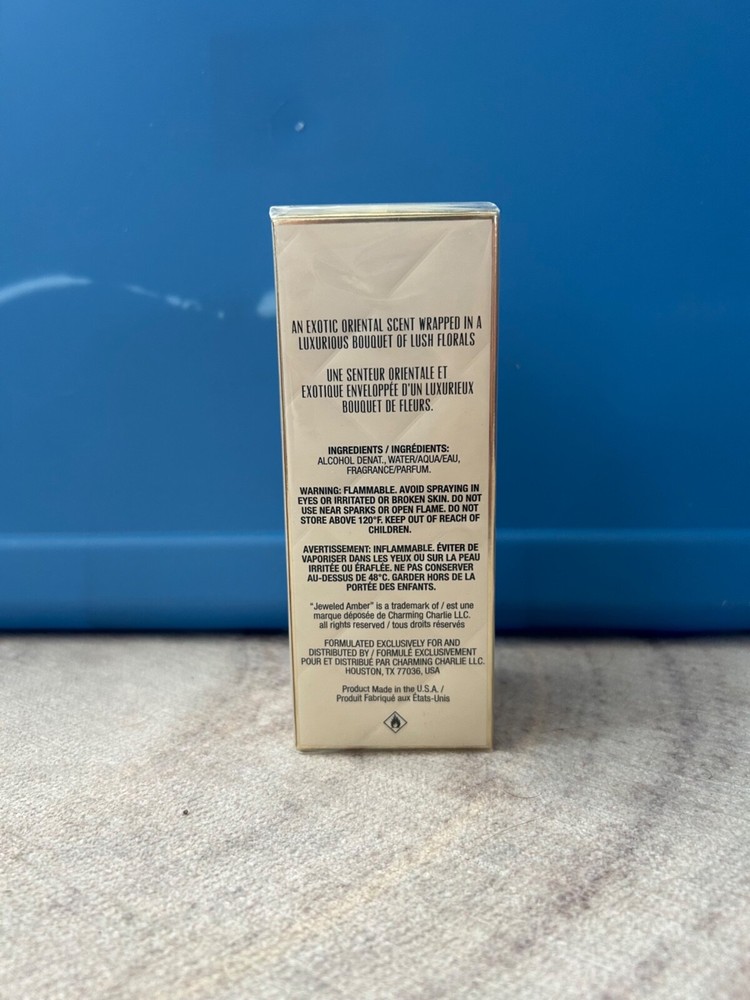 AN EXOTIC ORIENTAL SCENT WRAPPED IN A
LUXURIOUS BOUQUET OF LUSH FLORALS
UNE SENTEUR ORIENTALE ET
EXOTIQUE ENVELOPPÉE D'UN LUXURIEUX
BOUQUET DE FLEURS.
INGREDIENTS / INGRÉDIENTS:
ALCOHOL DENAT., WATER/AQUA/EAU,
FRAGRANCE/PARFUM.
WARNING: FLAMMABLE. AVOID SPRAYING IN
EYES OR IRRITATED OR BROKEN SKIN. DO NOT
USE NEAR SPARKS OR OPEN FLAME. DO NOT
STORE ABOVE 120°F. KEEP OUT OF REACH OF
CHILDREN.
AVERTISSEMENT: INFLAMMABLE. ÉVITER DE
VAPORISER DANS LES YEUX OU SUR LA PEAU
IRRITÉE OU ÉRAFLÉE. NE PAS CONSERVER
AU-DESSUS DE 48°C. GARDER HORS DE LA
PORTÉE DES ENFANTS.
"Jeweled Amber" is a trademark of / est une
marque déposée de Charming Charlie LLC.
all rights reserved / tous droits réservés
FORMULATED EXCLUSIVELY FOR AND
DISTRIBUTED BY / FORMULÉ EXCLUSIVEMENT
POUR ET DISTRIBUÉ PAR CHARMING CHARLIE LLC.
HOUSTON, TX 77036, USA
Product Made in the U.S.A. /
Produit Fabriqué aux États-Unis